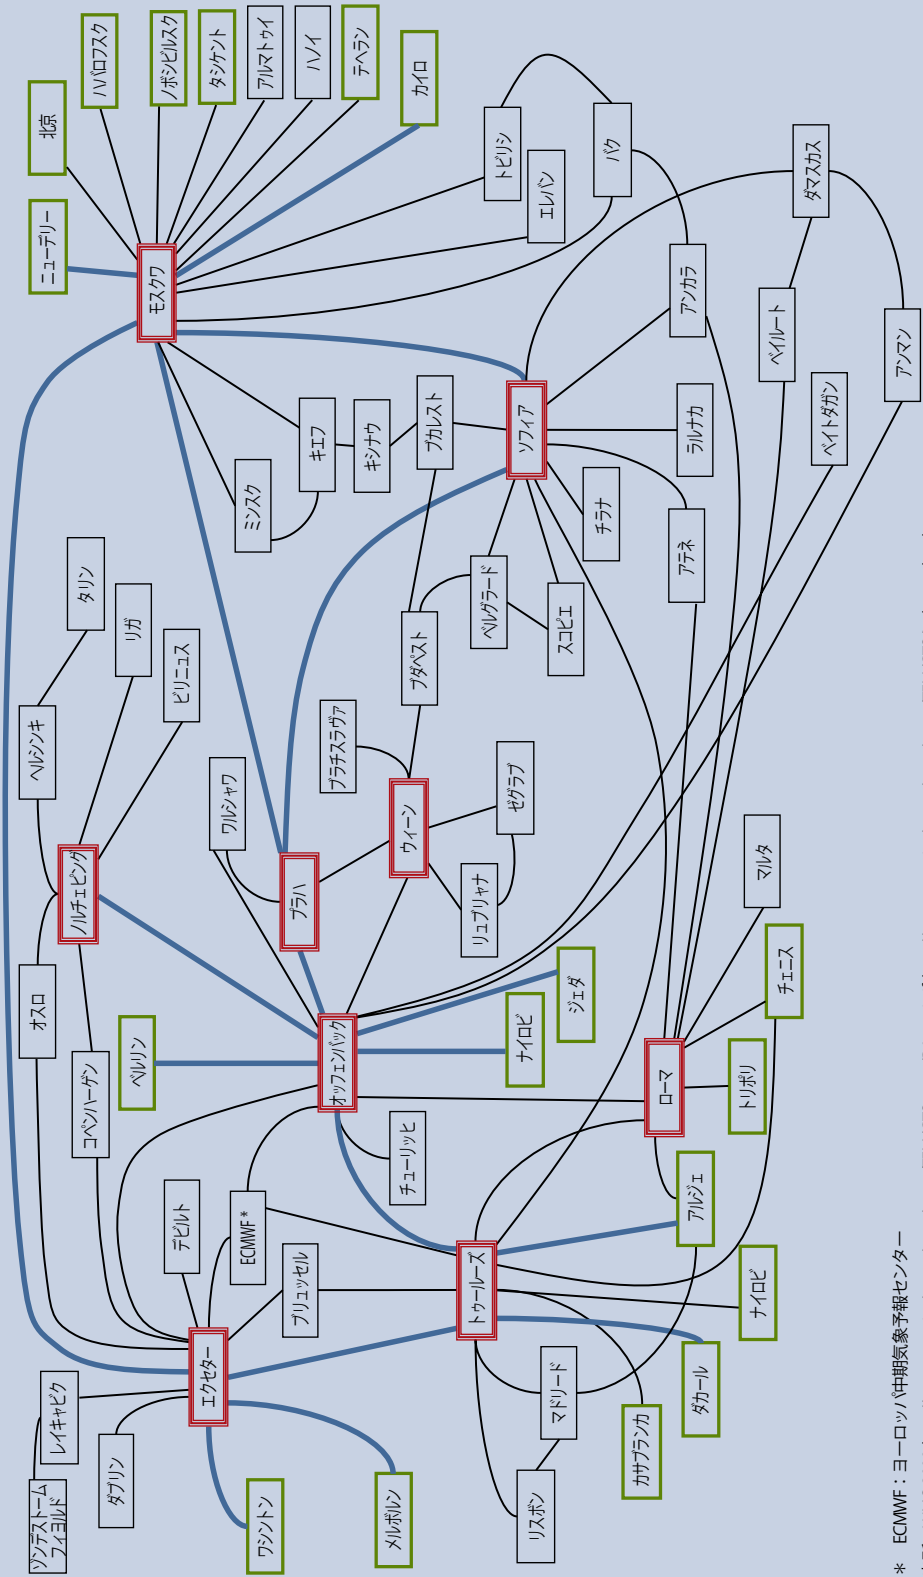 ニューデリー
北京
ハバロフスク
ノボシビルスク
タシケント
アルマトゥイ
ハノイ
テヘラン
カイロ
トビリシ
エレバン
バク
ダマスカス
モスクワ
アンカラ
ベイルート
アンマン
ミンスク
キエフ
キシナウ
ブカレスト
ソフィア
ラルナカ
ベイトダガン
チラナ
アテネ
タリン
リガ
ビリニュス
ヘルシンキ
ブダペスト
ベルグラード
スコピエ
ワルシャワ
ブラチスラヴァ
ウィーン
ザグラブ
リュブリャナ
ノルチェピング
プラハ
マルタ
オスロ
コペンハーゲン
ベルリン
オッフェンバック
ナイロビ
ジェダ
ローマ
チェニス
トリポリ
デビルト
ECMWF*
ブリュッセル
チューリッヒ
トゥールーズ
アルジェ
ナイロビ
レイキャビク
ゾンデストーム
フィヨルド
ダブリン
エクセター
ワシントン
メルボルン
リスボン
マドリード
カサブランカ
ダカール
* ECMWF:ヨーロッパ中期気象予報センター